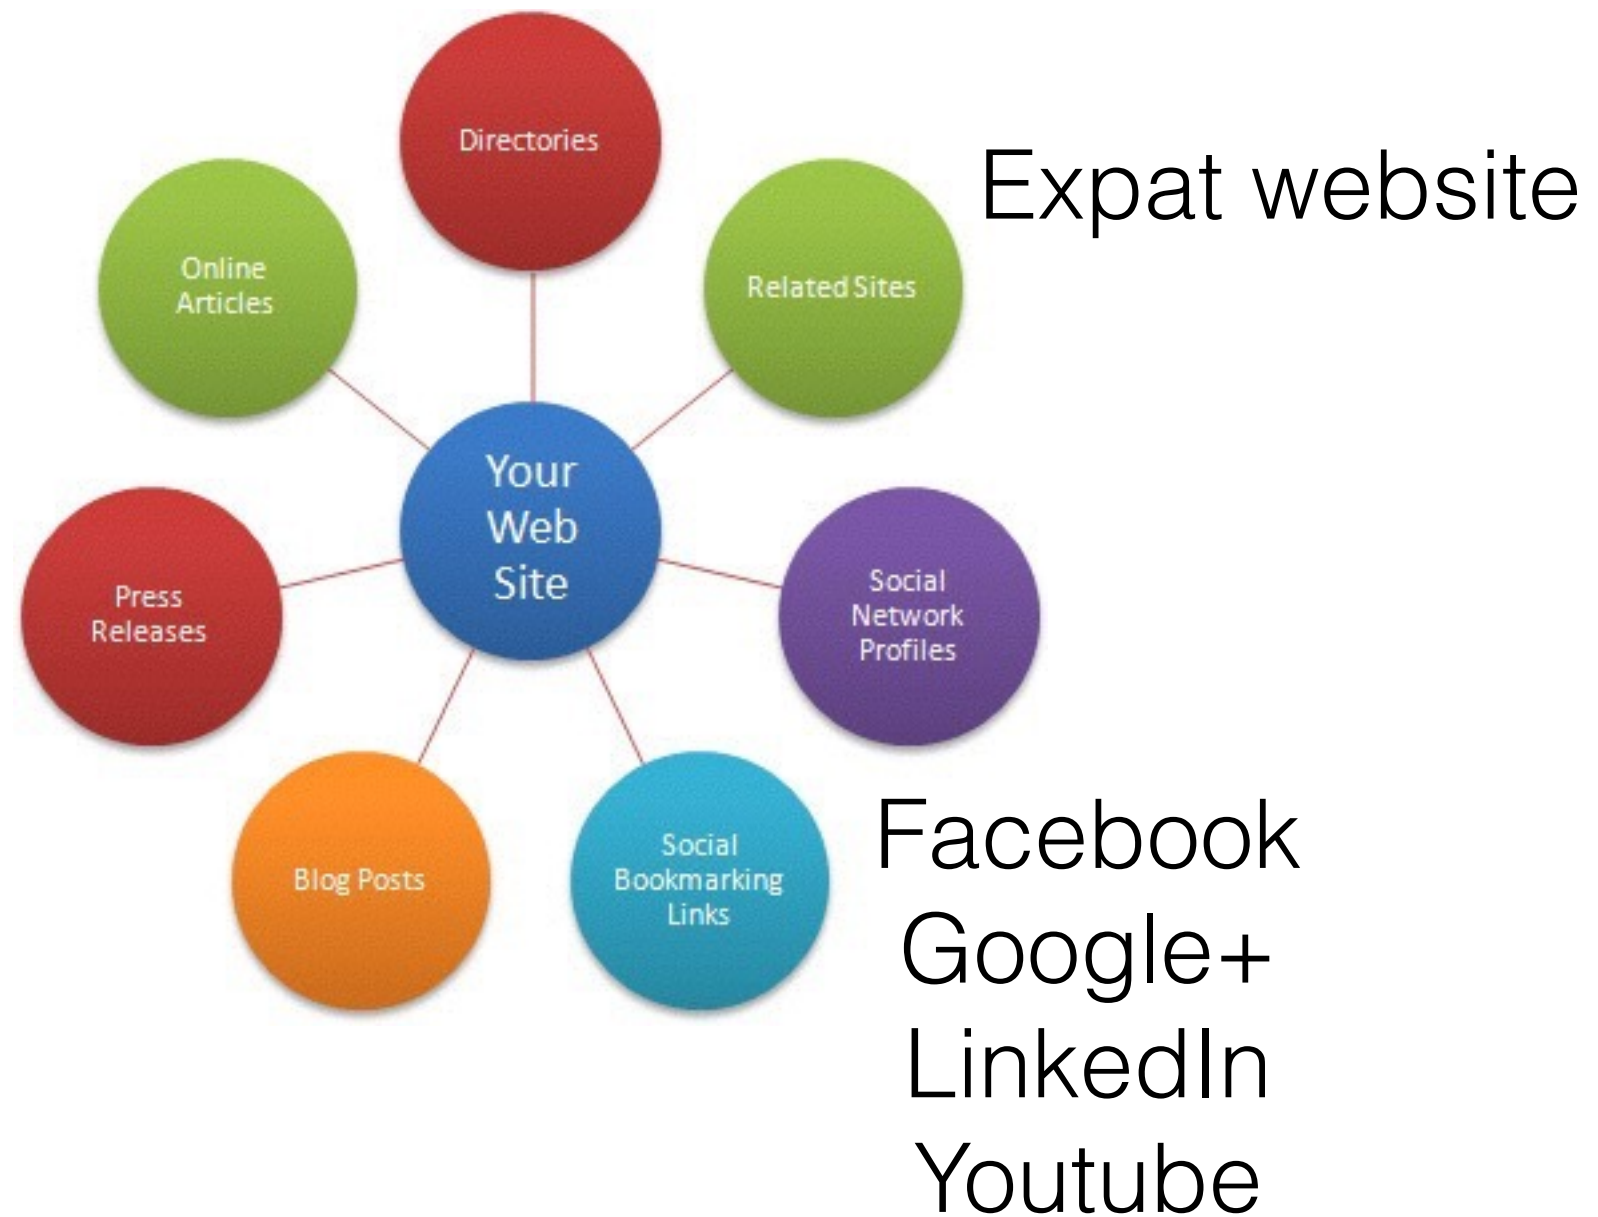 Directories
Expat website
Online
Articles
Related Sites
Your
Web
Site
Press
Releases
Social
Network
Profiles
Blog Posts
Social
Bookmarking
Links
Facebook
Google+
LinkedIn
Youtube